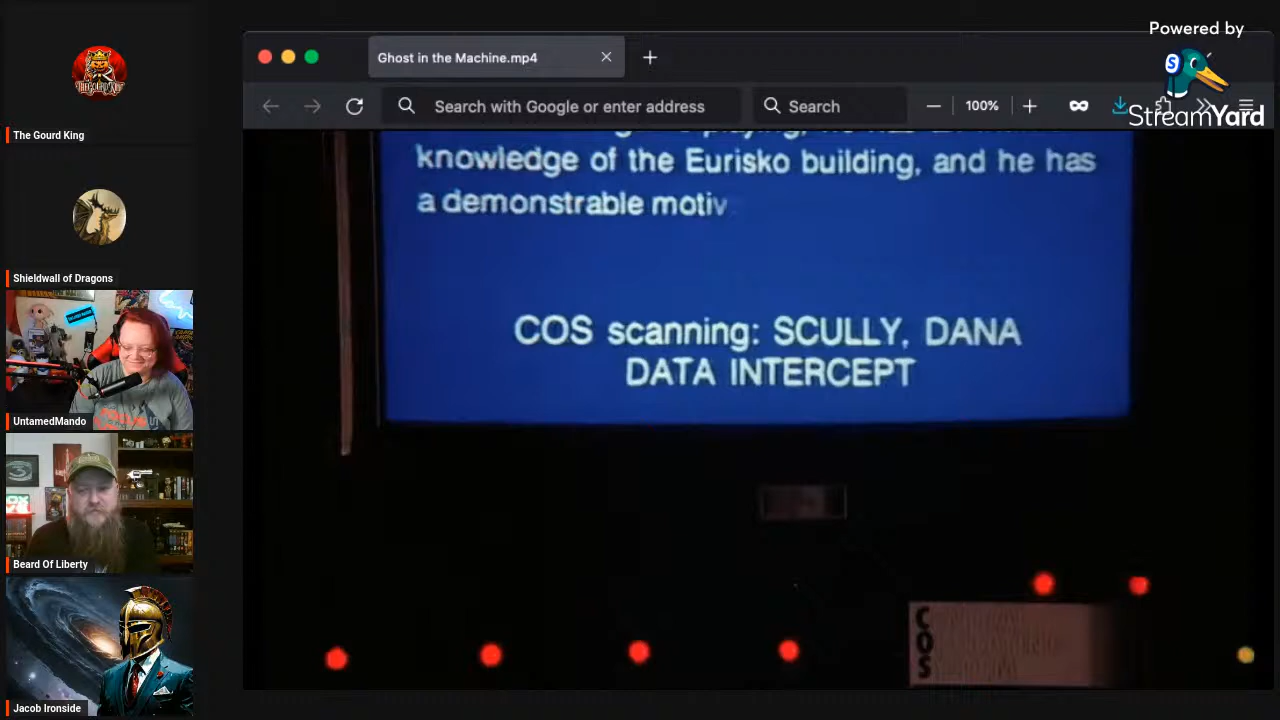 Powered by
StreamYard
Ghost in the Machine.mp4
Search with Google or enter address
Search
100%
The Gourd King
Shieldwall of Dragons
UntamedMando
Beard Of Liberty
Jacob Ironside
knowledge of the Eurisko building, and he has
a demonstrable motiv
COS scanning: SCULLY, DANA
DATA INTERCEPT
C
O
S